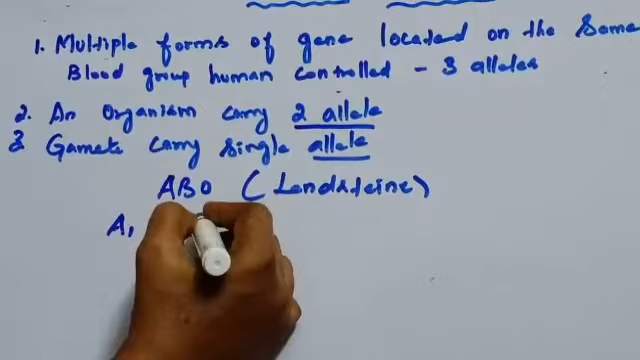 1. Multiple forms of gene located on the Same
Blood group human controlled - 3 alleles
2. An Organism carry 2 allele
3 Gamete carry single allele
ABO (Landsteine)
A,